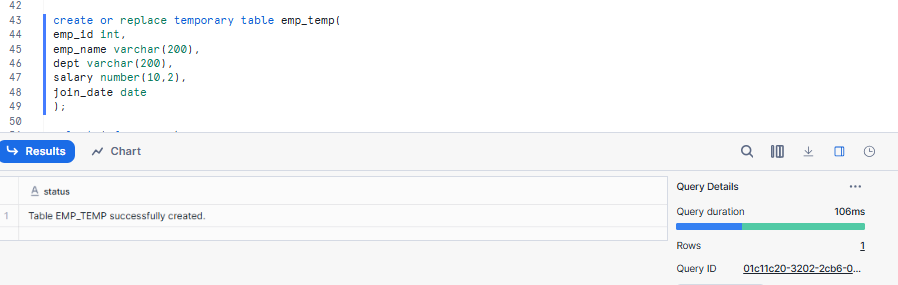 42
43 create or replace temporary table emp_temp(
44 emp_id int,
45 emp_name varchar(200),
46 dept varchar(200),
47 salary number(10,2),
48 join_date date
49 );
50
Results Chart
A status
1 Table EMP_TEMP successfully created.
Query Details ...
Query duration 106ms
Rows 1
Query ID 01c11c20-3202-2cb6-0...